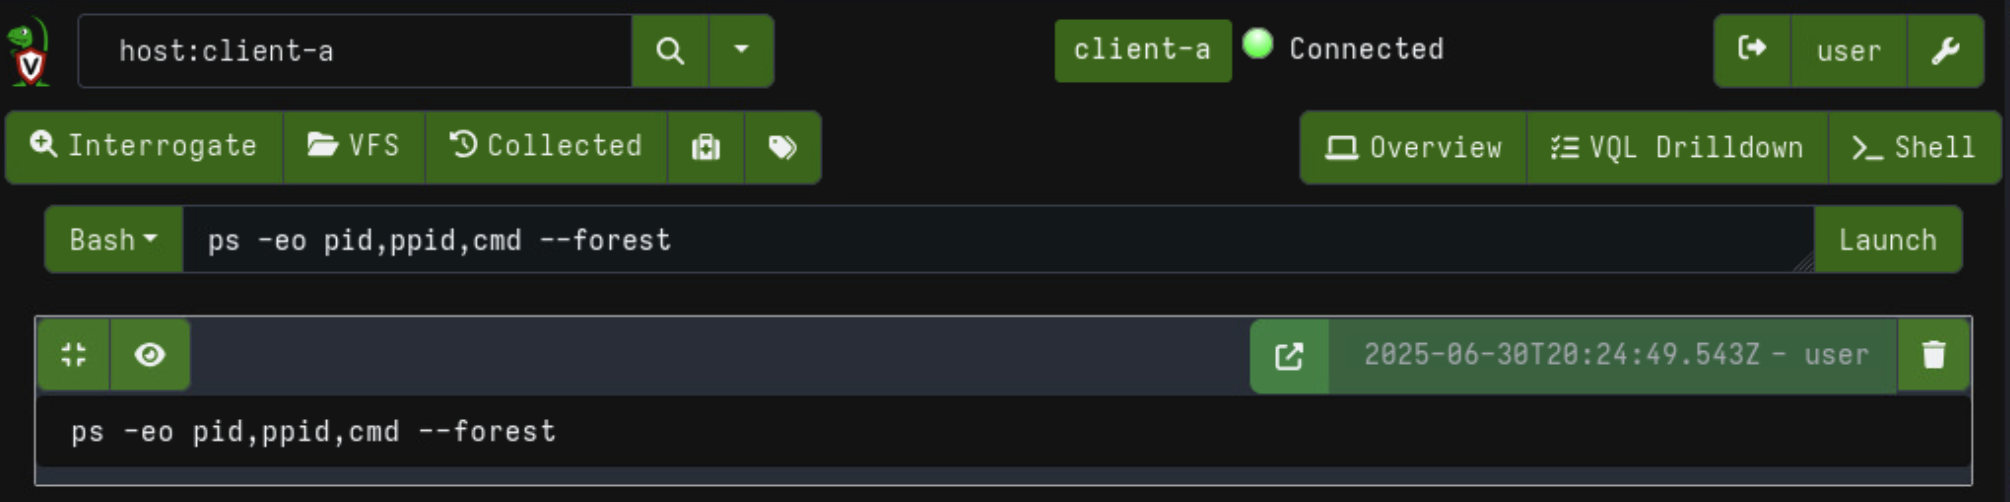 V host:client-a client-a Connected user
Interrogate VFS Collected Overview VQL Drilldown Shell
Bash ps -eo pid,ppid,cmd --forest Launch
2025-06-30T20:24:49.543Z - user
ps -eo pid,ppid,cmd --forest